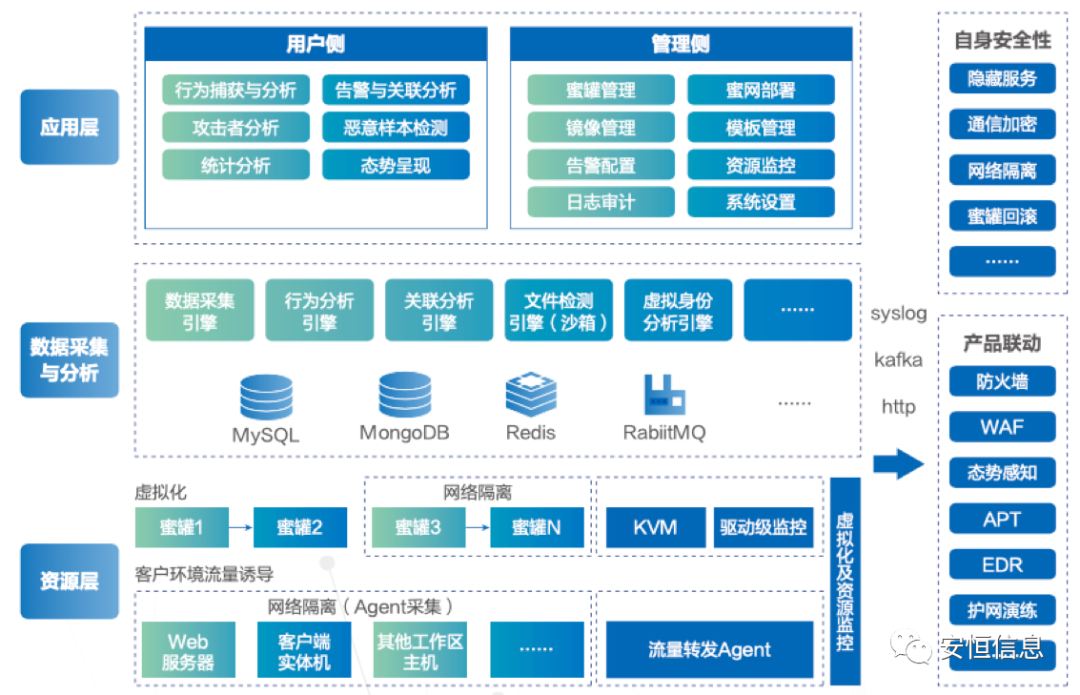 应用层
用户侧
行为捕获与分析
告警与关联分析
攻击者分析
恶意样本检测
统计分析
态势呈现
管理侧
蜜罐管理
蜜网部署
镜像管理
模板管理
告警配置
资源监控
日志审计
系统设置
自身安全性
隐藏服务
通信加密
网络隔离
蜜罐回滚
......
数据采集
与分析
数据采集
引擎
行为分析
引擎
关联分析
引擎
文件检测
引擎（沙箱）
虚拟身份
分析引擎
......
MySQL
MongoDB
Redis
RabiitMQ
......
syslog
kafka
http
产品联动
防火墙
WAF
态势感知
APT
EDR
护网演练
资源层
虚拟化
蜜罐1
蜜罐2
网络隔离
蜜罐3
蜜罐N
KVM
驱动级监控
客户环境流量诱导
网络隔离（Agent采集）
Web
服务器
客户端
实体机
其他工作区
主机
......
流量转发Agent
虚拟化及资源监控
安恒信息